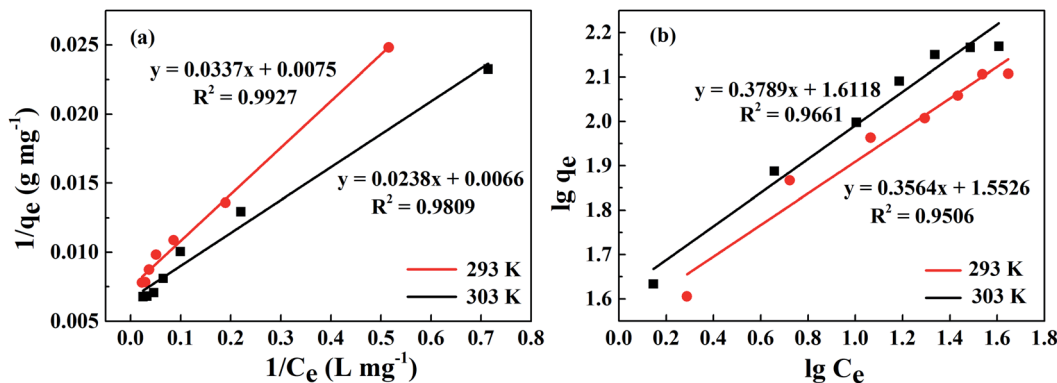 (a)
y = 0.0337x + 0.0075
R² = 0.9927
y = 0.0238x + 0.0066
R² = 0.9809
293 K
303 K
0.025
0.020
0.015
0.010
0.005
0.0 0.1 0.2 0.3 0.4 0.5 0.6 0.7 0.8
1/qₑ (g mg⁻¹)
1/Cₑ (L mg⁻¹)
(b)
y = 0.3789x + 1.6118
R² = 0.9661
y = 0.3564x + 1.5526
R² = 0.9506
293 K
303 K
2.2
2.1
2.0
1.9
1.8
1.7
1.6
0.0 0.2 0.4 0.6 0.8 1.0 1.2 1.4 1.6 1.8
lg qₑ
lg Cₑ